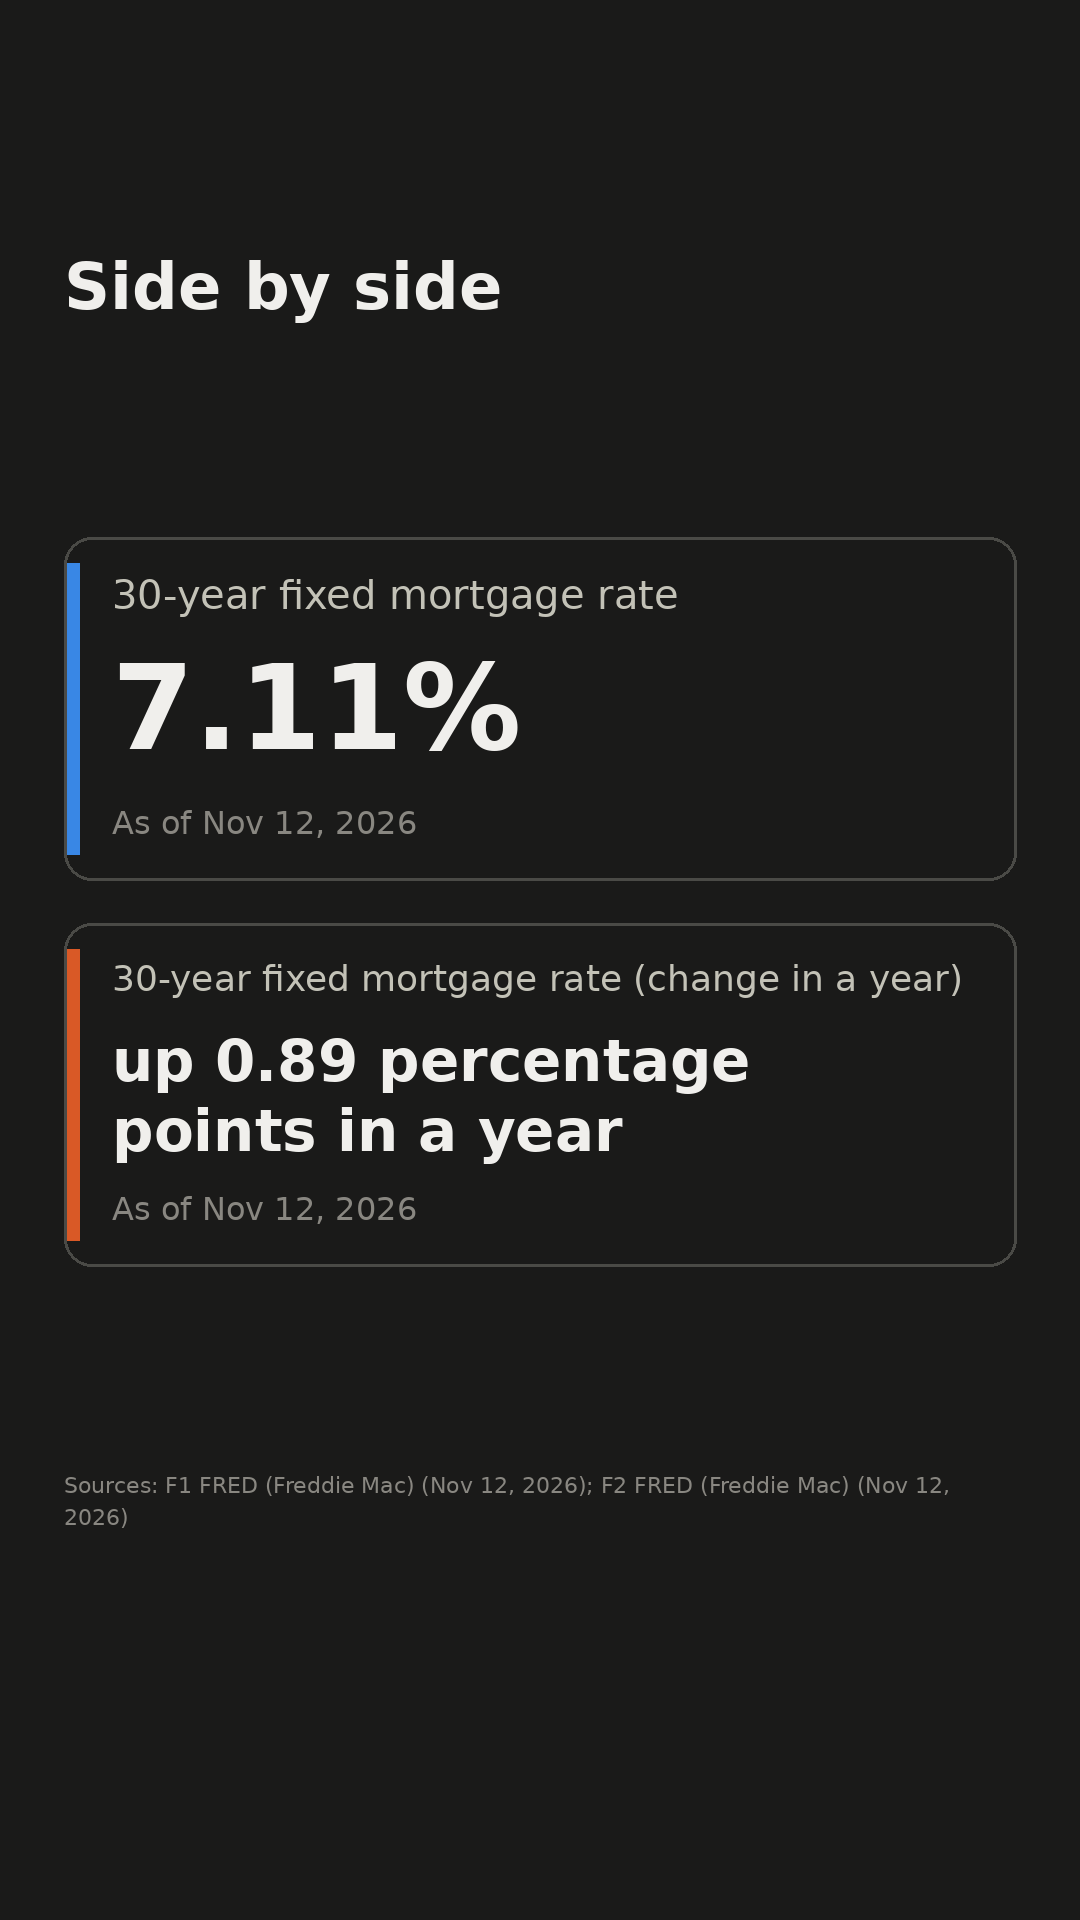 Side by side
30-year fixed mortgage rate
7.11%
As of Nov 12, 2026
30-year fixed mortgage rate (change in a year)
up 0.89 percentage
points in a year
As of Nov 12, 2026
Sources: F1 FRED (Freddie Mac) (Nov 12, 2026); F2 FRED (Freddie Mac) (Nov 12,
2026)